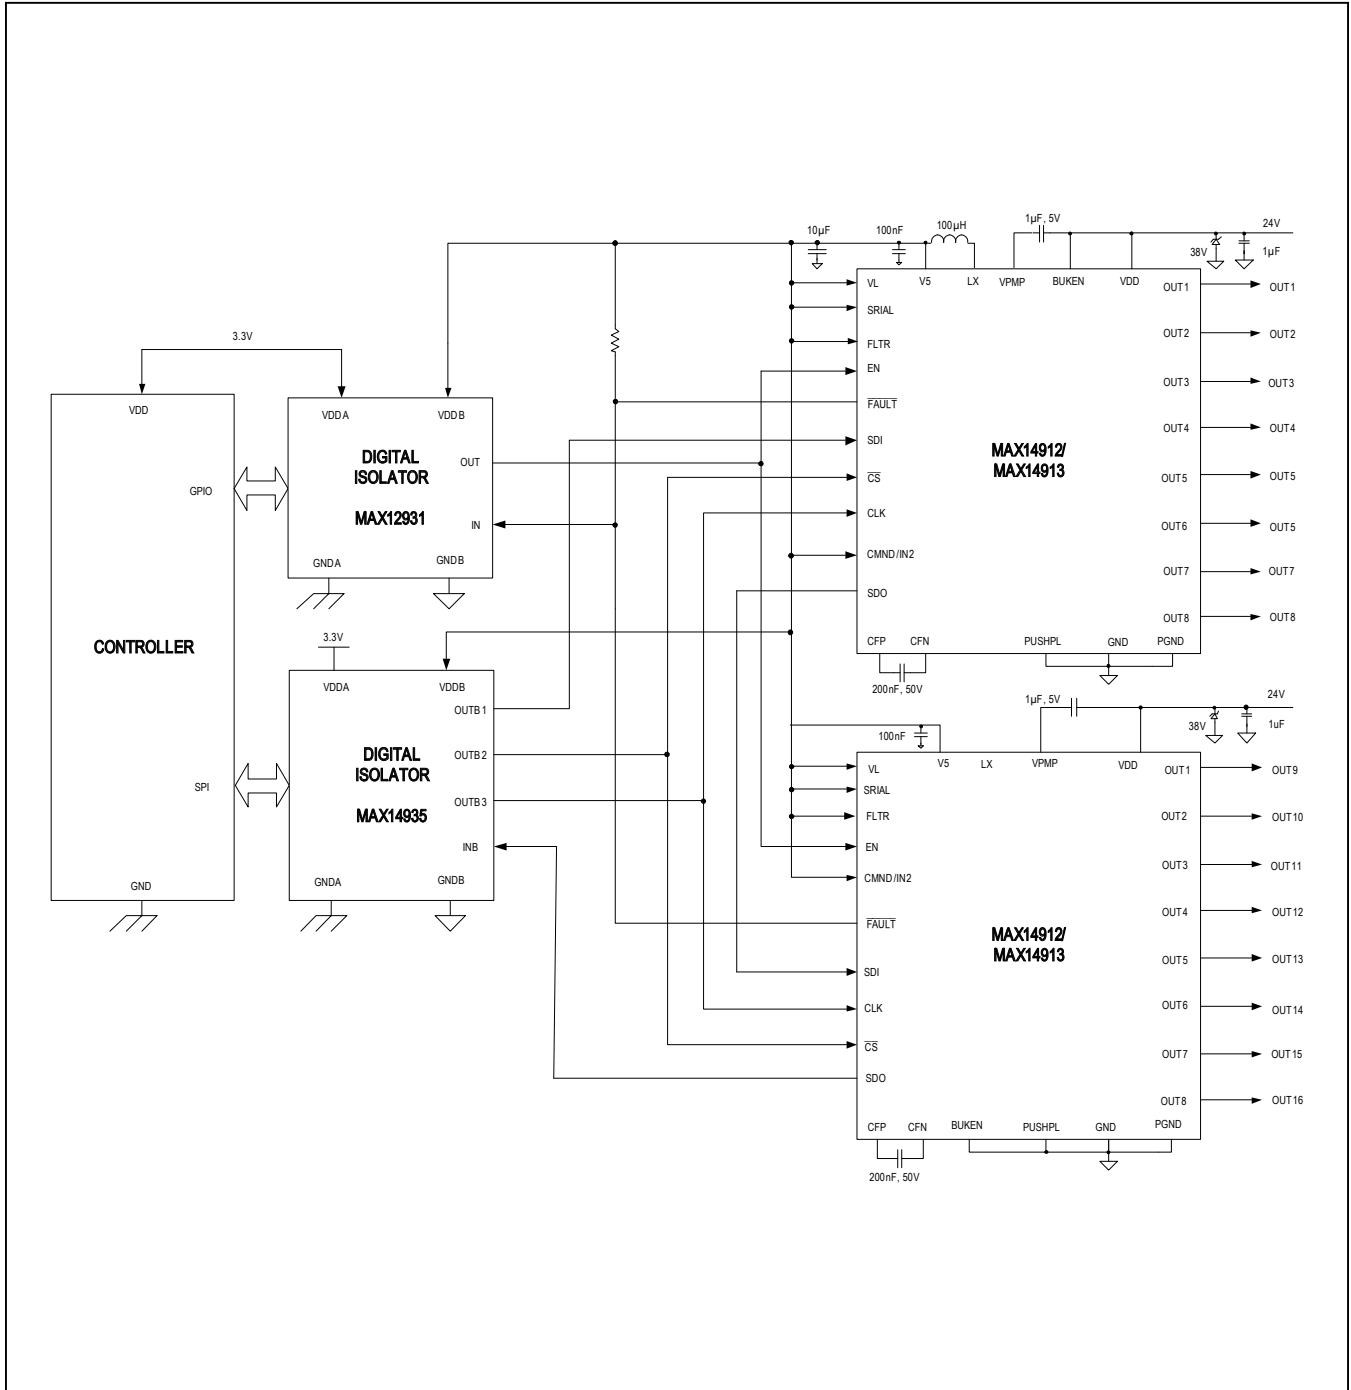 10µF
100nF
100µH
1µF, 5V
24V
38V
1µF
VL
V5
LX
VPMP
BUKEN
VDD
OUT1
OUT1
SRIAL
OUT2
OUT2
3.3V
FLTR
EN
OUT3
OUT3
VDD
VDDA
VDDB
FAULT
OUT4
OUT4
SDI
MAX14912/
MAX14913
DIGITAL
ISOLATOR
MAX12931
OUT
CS
OUT5
OUT5
GPIO
CLK
IN
OUT6
OUT5
CMND/IN2
GNDA
GNDB
OUT7
OUT7
SDO
OUT8
OUT8
CFP
CFN
PUSHPL
GND
PGND
200nF, 50V
CONTROLLER
3.3V
VDDA
VDDB
OUTB1
DIGITAL
ISOLATOR
MAX14935
OUTB2
SPI
OUTB3
INB
GND
GNDA
GNDB
1µF, 5V
24V
38V
1uF
100nF
V5
LX
VPMP
VDD
VL
OUT1
OUT9
SRIAL
FLTR
OUT2
OUT10
EN
OUT3
OUT11
CMND/IN2
FAULT
OUT4
OUT12
MAX14912/
MAX14913
OUT5
OUT13
SDI
CLK
OUT6
OUT14
CS
OUT7
OUT15
SDO
OUT8
OUT16
CFP
CFN
BUKEN
PUSHPL
GND
PGND
200nF, 50V